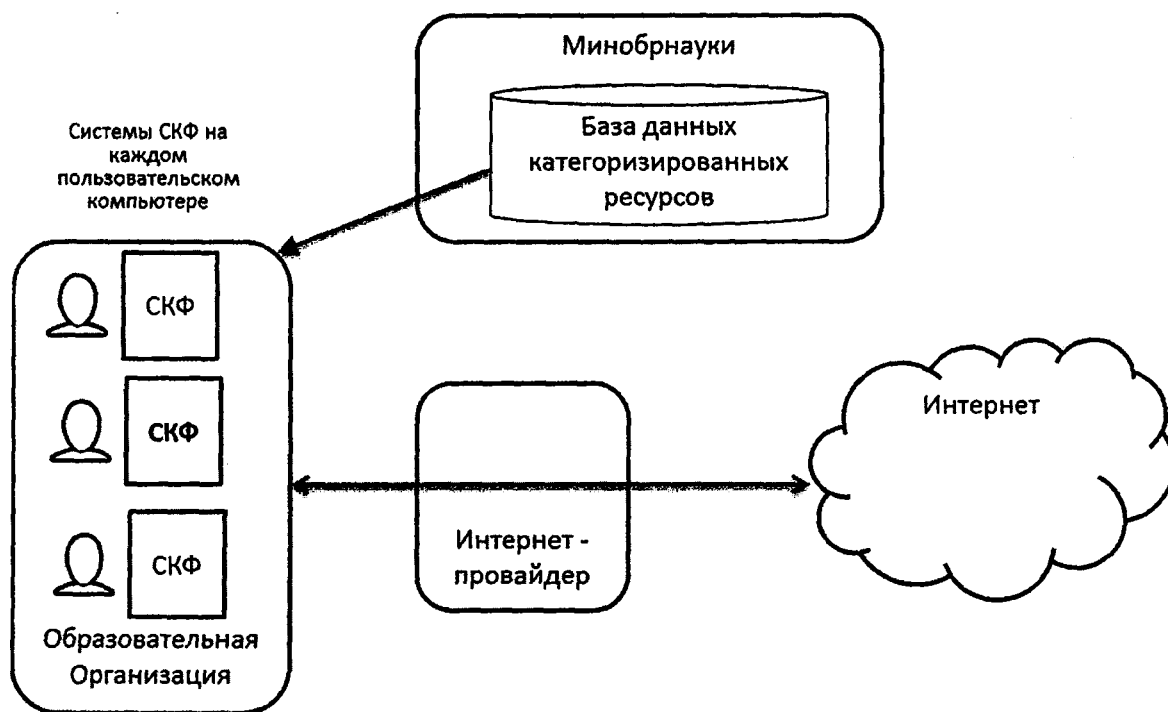 Минобрнауки
База данных
категоризированных
ресурсов
Системы СКФ на
каждом
пользовательском
компьютере
СКФ
СКФ
СКФ
Образовательная
Организация
Интернет -
провайдер
Интернет